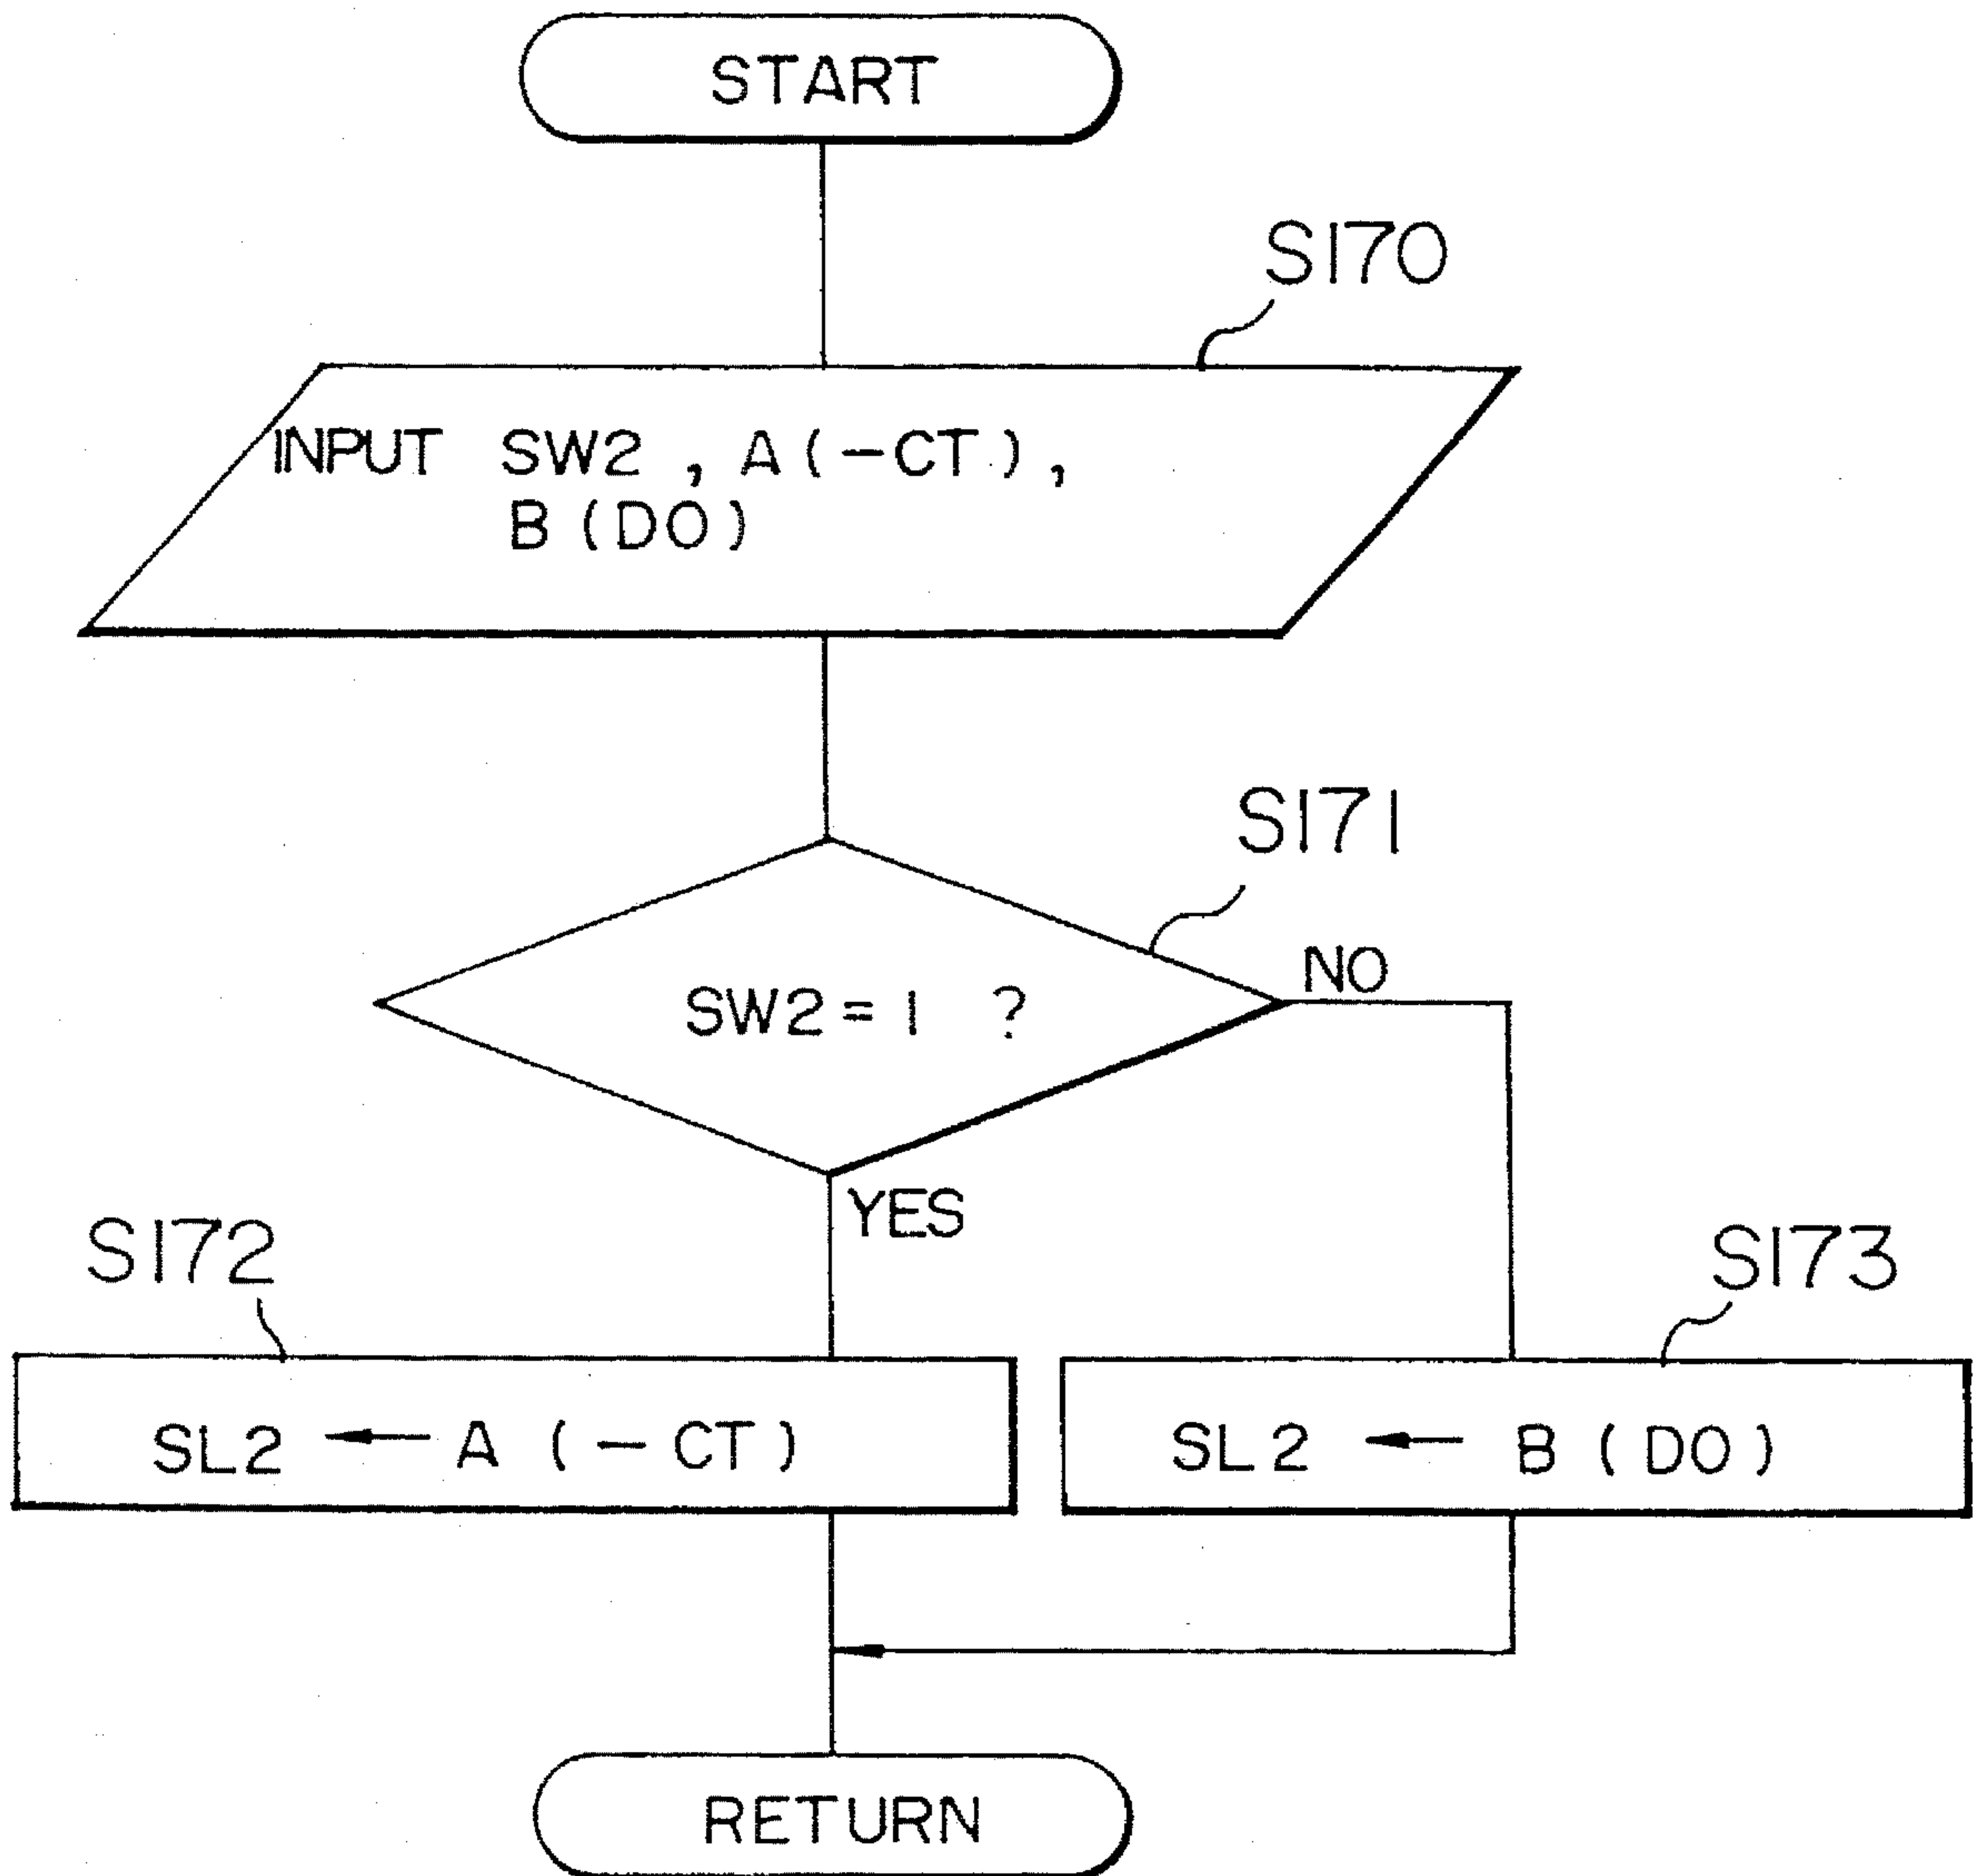 START
S170
INPUT SW2 , A (-CT) ,
B (DO)
S171
SW2 = 1 ?
NO
YES
S172
S173
SL2 ← A (-CT)
SL2 ← B (DO)
RETURN